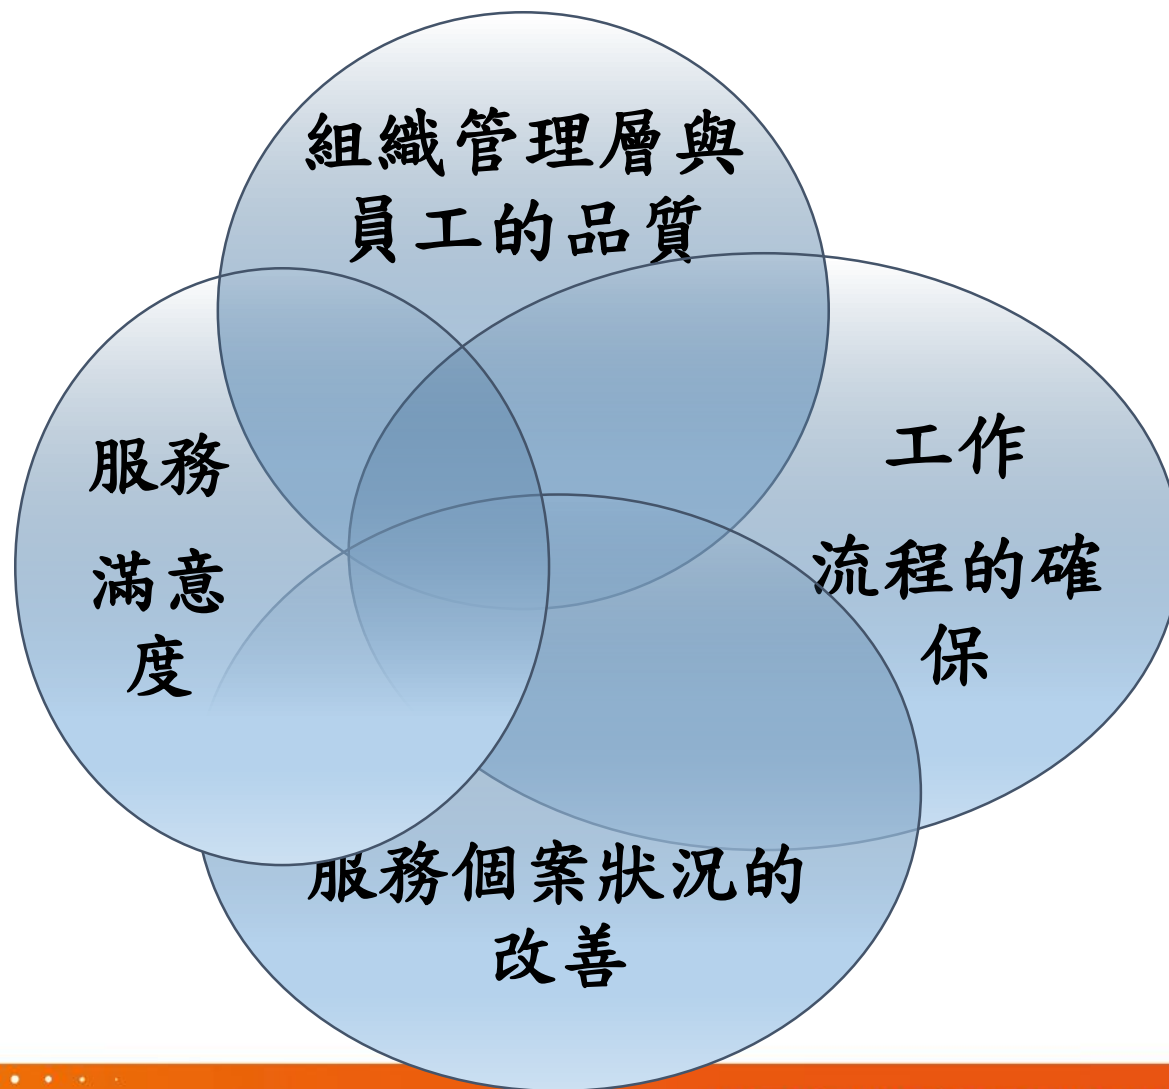 組織管理層與
員工的品質
服務
滿意
度
工作
流程的確
保
服務個案狀況的
改善